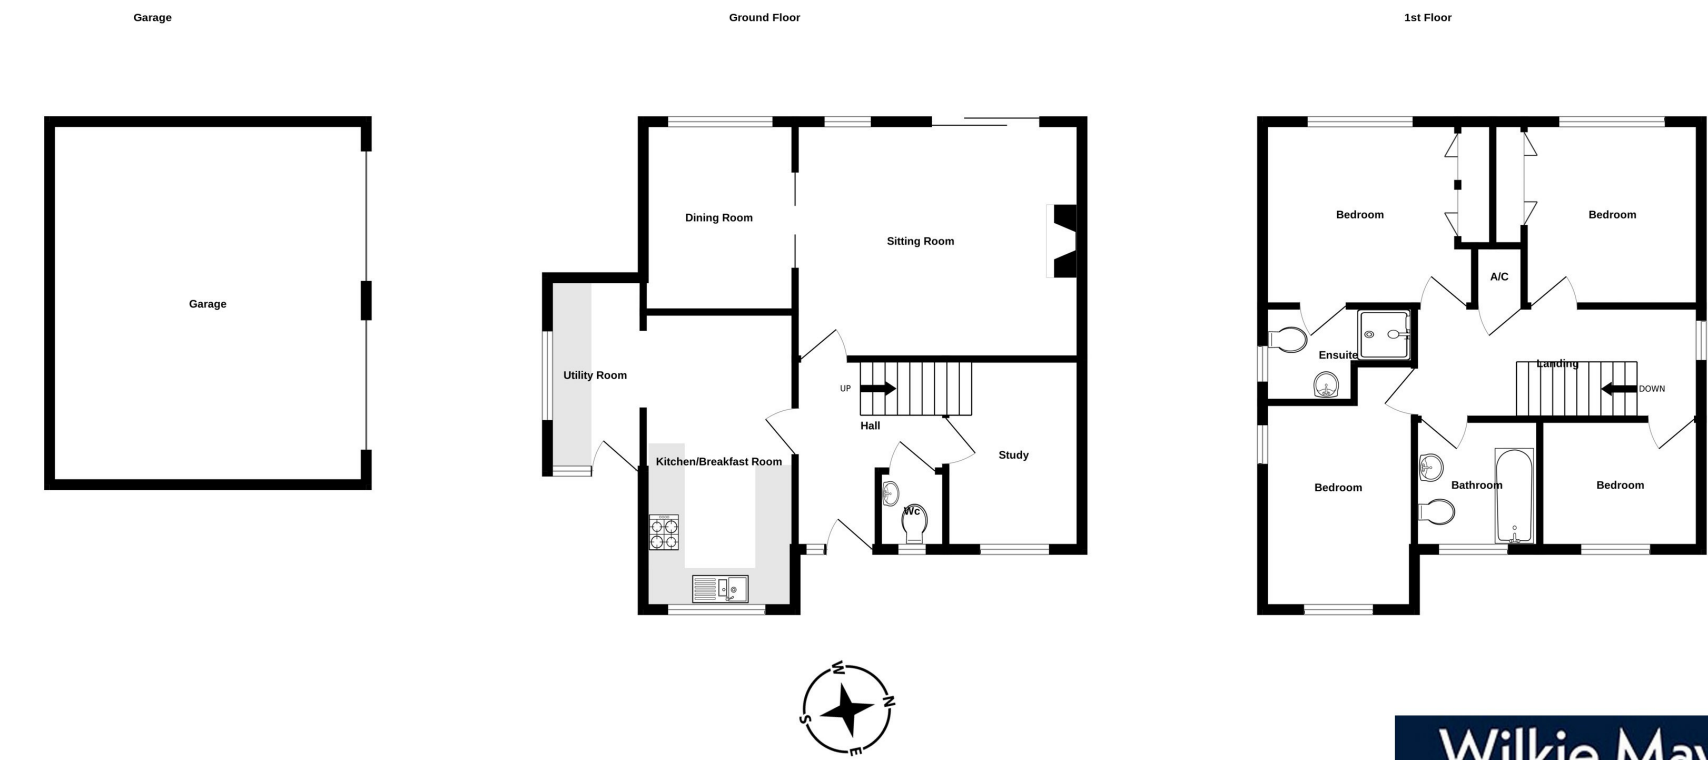 Garage
Ground Floor
1st Floor
Garage
Dining Room
Sitting Room
Utility Room
UP
Hall
Kitchen/Breakfast Room
Study
Wc
Bedroom
Bedroom
A/C
Ensuite
Landing
DOWN
Bedroom
Bathroom
Bedroom
W
N
S
E
Wilkie May